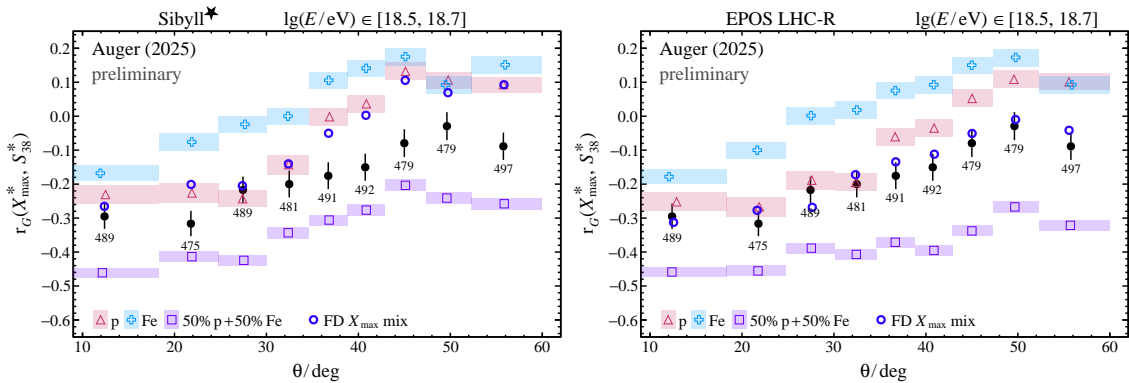 Sibyll★ lg(E/eV) ∈ [18.5, 18.7]
Auger (2025)
preliminary
r_G(X*_max, S*_38)
0.2
0.1
0.0
−0.1
−0.2
−0.3
−0.4
−0.5
−0.6
489
475
489
481
491
492
479
479
497
p Fe 50% p+50% Fe FD X_max mix
10 20 30 40 50 60
θ/deg
EPOS LHC-R lg(E/eV) ∈ [18.5, 18.7]
Auger (2025)
preliminary
r_G(X*_max, S*_38)
0.2
0.1
0.0
−0.1
−0.2
−0.3
−0.4
−0.5
−0.6
489
475
489
481
491
492
479
479
497
p Fe 50% p+50% Fe FD X_max mix
10 20 30 40 50 60
θ/deg